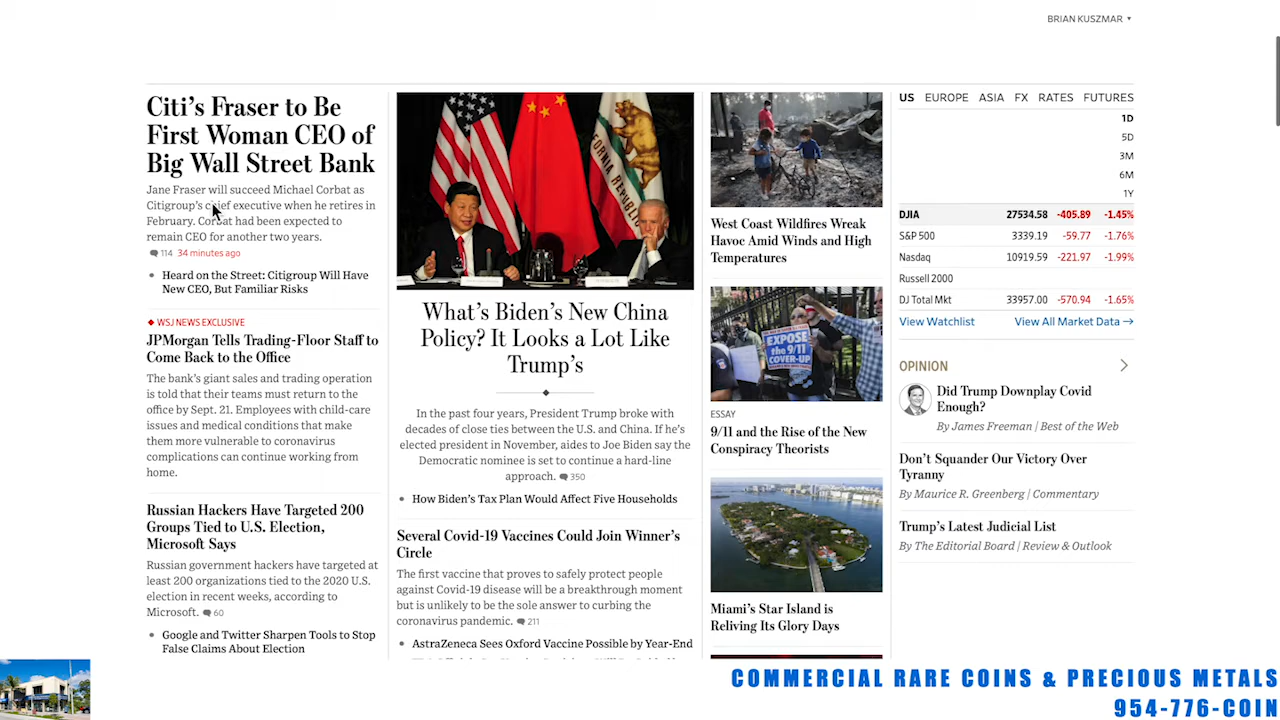 BRIAN KUSZMAR
Citi's Fraser to Be
First Woman CEO of
Big Wall Street Bank
Jane Fraser will succeed Michael Corbat as
Citigroup's chief executive when he retires in
February. Corbat had been expected to
remain CEO for another two years.
114 34 minutes ago
Heard on the Street: Citigroup Will Have
New CEO, But Familiar Risks
WSJ NEWS EXCLUSIVE
JPMorgan Tells Trading-Floor Staff to
Come Back to the Office
The bank's giant sales and trading operation
is told that their teams must return to the
office by Sept. 21. Employees with child-care
issues and medical conditions that make
them more vulnerable to coronavirus
complications can continue working from
home.
Russian Hackers Have Targeted 200
Groups Tied to U.S. Election,
Microsoft Says
Russian government hackers have targeted at
least 200 organizations tied to the 2020 U.S.
election in recent weeks, according to
Microsoft. 60
Google and Twitter Sharpen Tools to Stop
False Claims About Election
CALIFORNIA REPUBLIC
What's Biden's New China
Policy? It Looks a Lot Like
Trump's
In the past four years, President Trump broke with
decades of close ties between the U.S. and China. If he's
elected president in November, aides to Joe Biden say the
Democratic nominee is set to continue a hard-line
approach. 350
How Biden's Tax Plan Would Affect Five Households
Several Covid-19 Vaccines Could Join Winner's
Circle
The first vaccine that proves to safely protect people
against Covid-19 disease will be a breakthrough moment
but is unlikely to be the sole answer to curbing the
coronavirus pandemic. 211
AstraZeneca Sees Oxford Vaccine Possible by Year-End
West Coast Wildfires Wreak
Havoc Amid Winds and High
Temperatures
EXPOSE
the 9/11
COVER-UP
ESSAY
9/11 and the Rise of the New
Conspiracy Theorists
Miami's Star Island is
Reliving Its Glory Days
US EUROPE ASIA FX RATES FUTURES
1D
5D
3M
6M
1Y
DJIA 27534.58 -405.89 -1.45%
S&P 500 3339.19 -59.77 -1.76%
Nasdaq 10919.59 -221.97 -1.99%
Russell 2000
DJ Total Mkt 33957.00 -570.94 -1.65%
View Watchlist View All Market Data →
OPINION
Did Trump Downplay Covid
Enough?
By James Freeman | Best of the Web
Don't Squander Our Victory Over
Tyranny
By Maurice R. Greenberg | Commentary
Trump's Latest Judicial List
By The Editorial Board | Review & Outlook
COMMERCIAL RARE COINS & PRECIOUS METALS
954-776-COIN